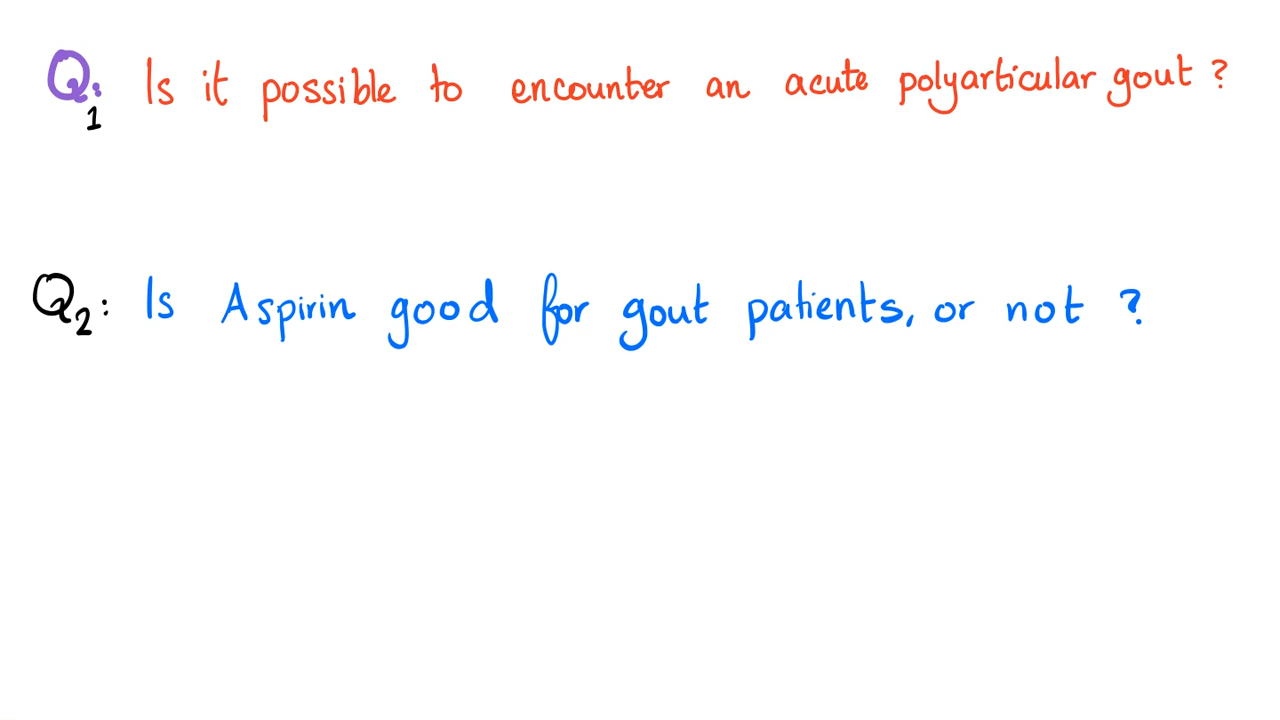 Q1: Is it possible to encounter an acute polyarticular gout ?
Q2: Is Aspirin good for gout patients, or not ?